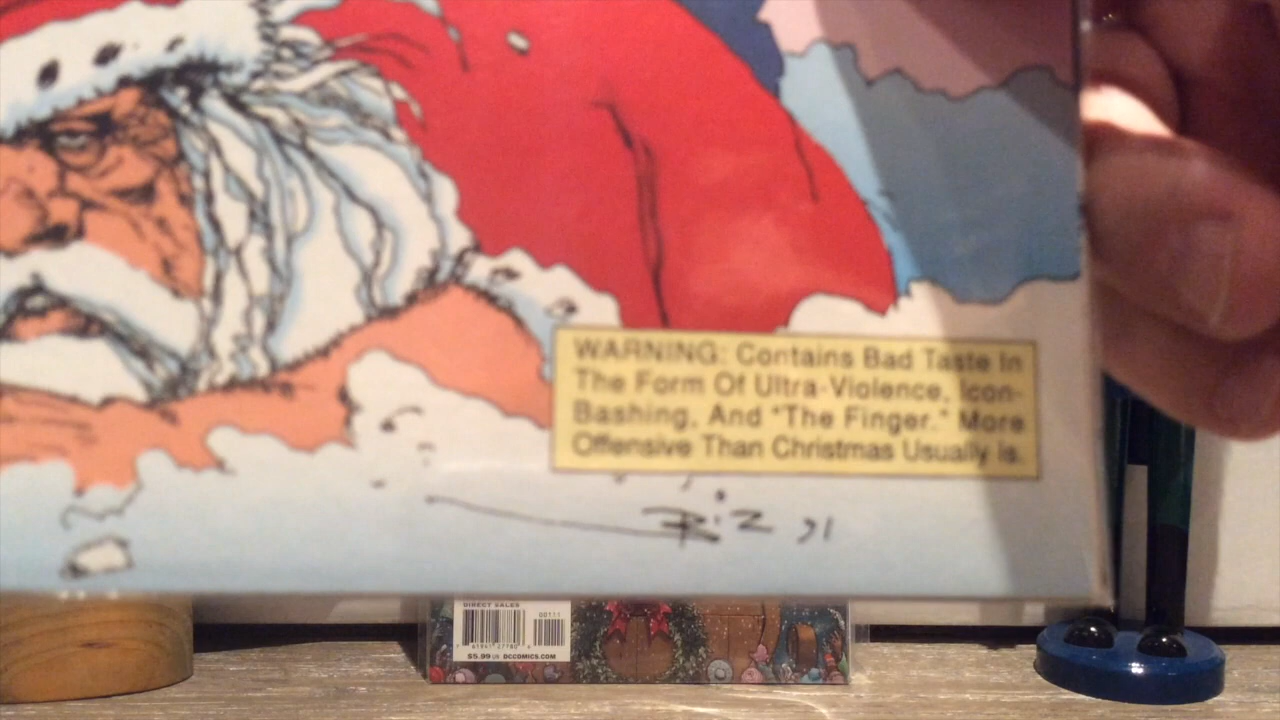 WARNING: Contains Bad Taste In
The Form Of Ultra-Violence, Icon-
Bashing, And "The Finger." More
Offensive Than Christmas Usually Is.
BiZ 91
DIRECT SALES
00111
$5.99 US DCCOMICS.COM